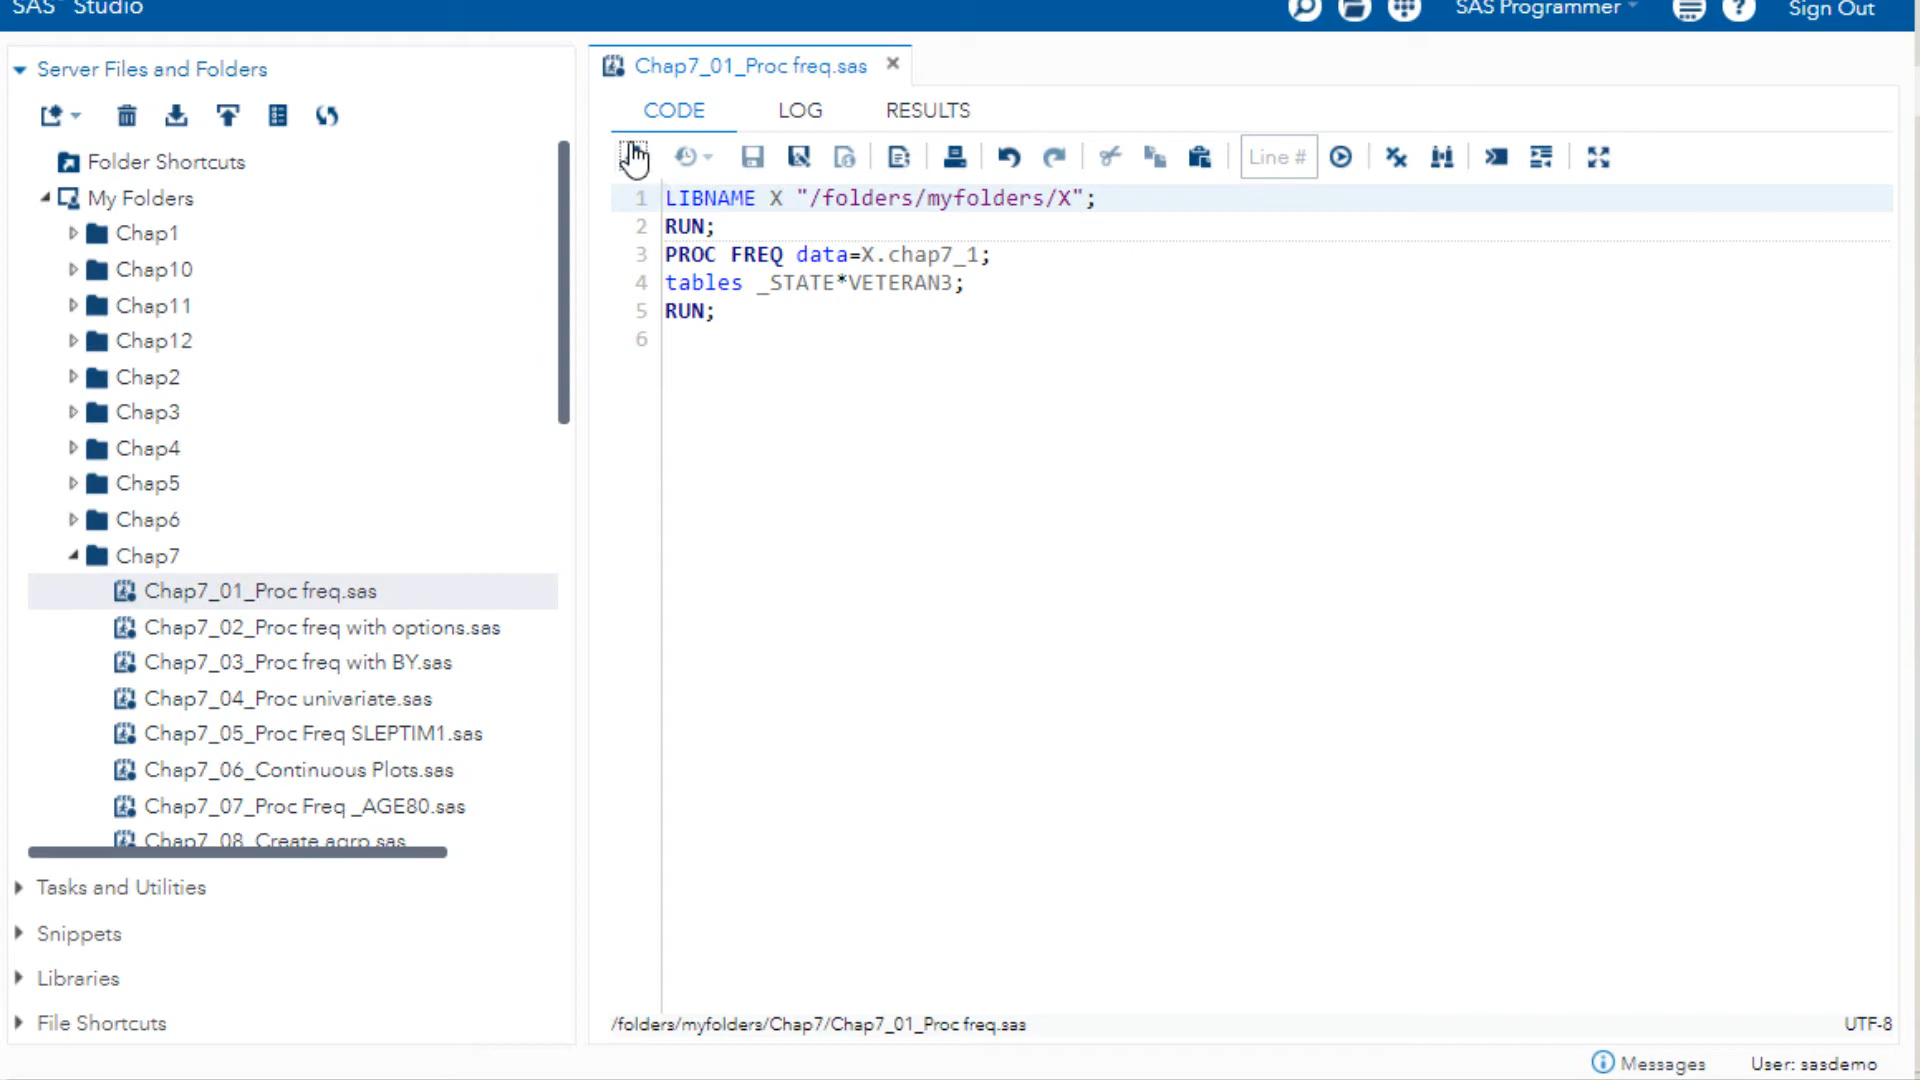 SAS Studio
SAS Programmer
Sign Out
Server Files and Folders
Folder Shortcuts
My Folders
Chap1
Chap10
Chap11
Chap12
Chap2
Chap3
Chap4
Chap5
Chap6
Chap7
Chap7_01_Proc freq.sas
Chap7_02_Proc freq with options.sas
Chap7_03_Proc freq with BY.sas
Chap7_04_Proc univariate.sas
Chap7_05_Proc Freq SLEPTIM1.sas
Chap7_06_Continuous Plots.sas
Chap7_07_Proc Freq _AGE80.sas
Chap7_08_Create agrp.sas
Tasks and Utilities
Snippets
Libraries
File Shortcuts
Chap7_01_Proc freq.sas
CODE LOG RESULTS
Line #
1 LIBNAME X "/folders/myfolders/X";
2 RUN;
3 PROC FREQ data=X.chap7_1;
4 tables _STATE*VETERAN3;
5 RUN;
6
/folders/myfolders/Chap7/Chap7_01_Proc freq.sas
UTF-8
Messages
User: sasdemo